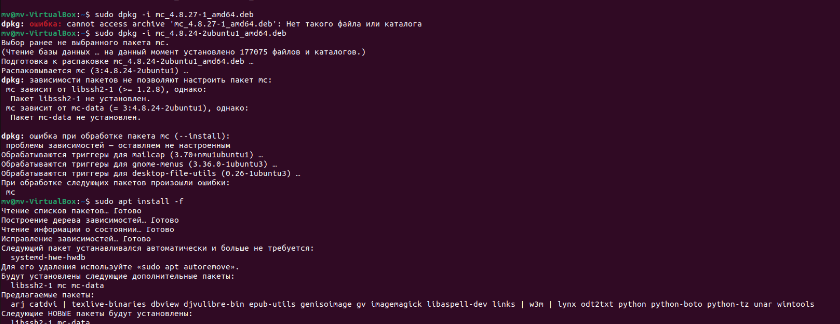 mv@mv-VirtualBox:~$ sudo dpkg -i mc_4.8.27-1_amd64.deb
dpkg: ошибка: cannot access archive 'mc_4.8.27-1_amd64.deb': Нет такого файла или каталога
mv@mv-VirtualBox:~$ sudo dpkg -i mc_4.8.24-2ubuntu1_amd64.deb
Выбор ранее не выбранного пакета mc.
(Чтение базы данных … на данный момент установлено 177075 файлов и каталогов.)
Подготовка к распаковке mc_4.8.24-2ubuntu1_amd64.deb …
Распаковывается mc (3:4.8.24-2ubuntu1) …
dpkg: зависимости пакетов не позволяют настроить пакет mc:
 mc зависит от libssh2-1 (>= 1.2.8), однако:
  Пакет libssh2-1 не установлен.
 mc зависит от mc-data (= 3:4.8.24-2ubuntu1), однако:
  Пакет mc-data не установлен.

dpkg: ошибка при обработке пакета mc (--install):
 проблемы зависимостей — оставляем не настроенным
Обрабатываются триггеры для mailcap (3.70+nmu1ubuntu1) …
Обрабатываются триггеры для gnome-menus (3.36.0-1ubuntu3) …
Обрабатываются триггеры для desktop-file-utils (0.26-1ubuntu3) …
При обработке следующих пакетов произошли ошибки:
 mc
mv@mv-VirtualBox:~$ sudo apt install -f
Чтение списков пакетов… Готово
Построение дерева зависимостей… Готово
Чтение информации о состоянии… Готово
Исправление зависимостей… Готово
Следующий пакет устанавливался автоматически и больше не требуется:
  systemd-hwe-hwdb
Для его удаления используйте «sudo apt autoremove».
Будут установлены следующие дополнительные пакеты:
  libssh2-1 mc mc-data
Предлагаемые пакеты:
  arj catdvi | texlive-binaries dbview djvulibre-bin epub-utils genisoimage gv imagemagick libaspell-dev links | w3m | lynx odt2txt python python-boto python-tz unar wimtools
Следующие НОВЫЕ пакеты будут установлены:
  libssh2-1 mc-data